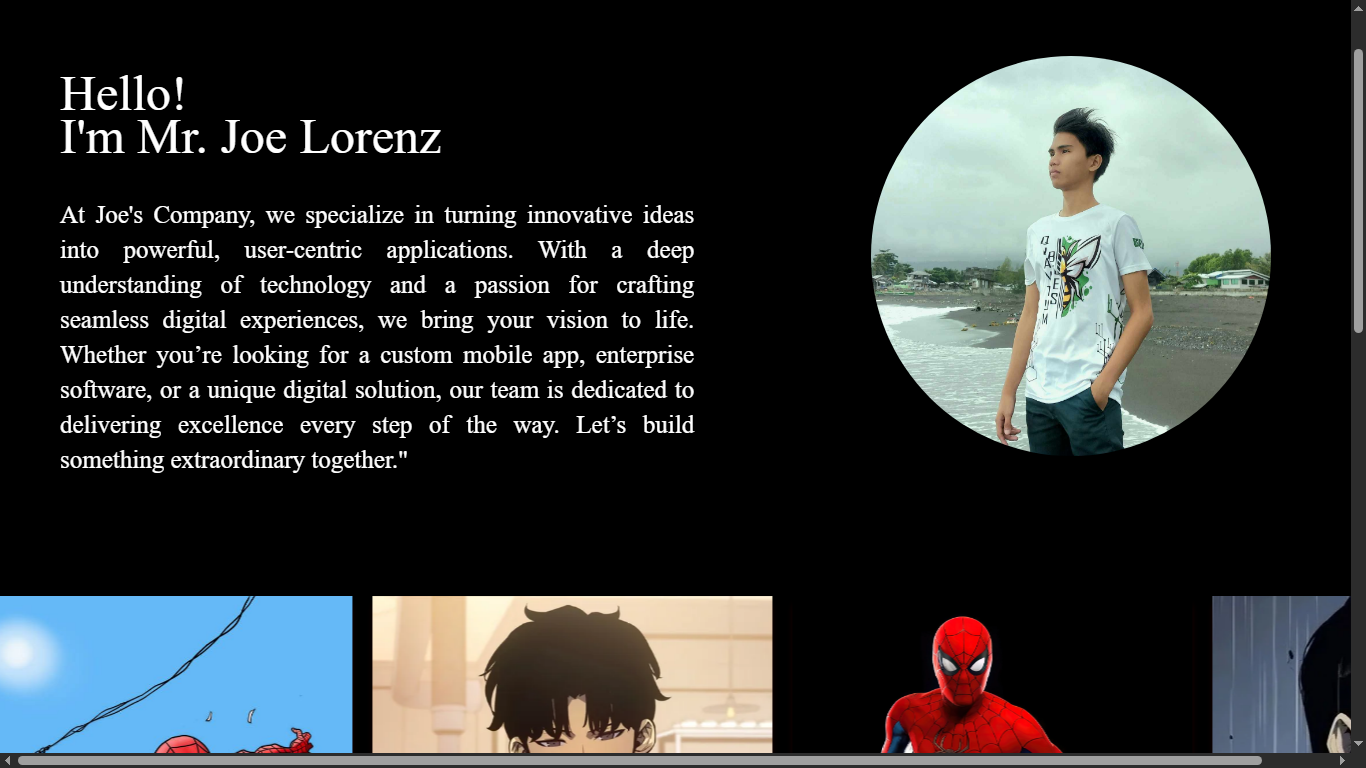 Hello!
I'm Mr. Joe Lorenz
At Joe's Company, we specialize in turning innovative ideas
into powerful, user-centric applications. With a deep
understanding of technology and a passion for crafting
seamless digital experiences, we bring your vision to life.
Whether you’re looking for a custom mobile app, enterprise
software, or a unique digital solution, our team is dedicated to
delivering excellence every step of the way. Let’s build
something extraordinary together."
QUANTUM
BEES